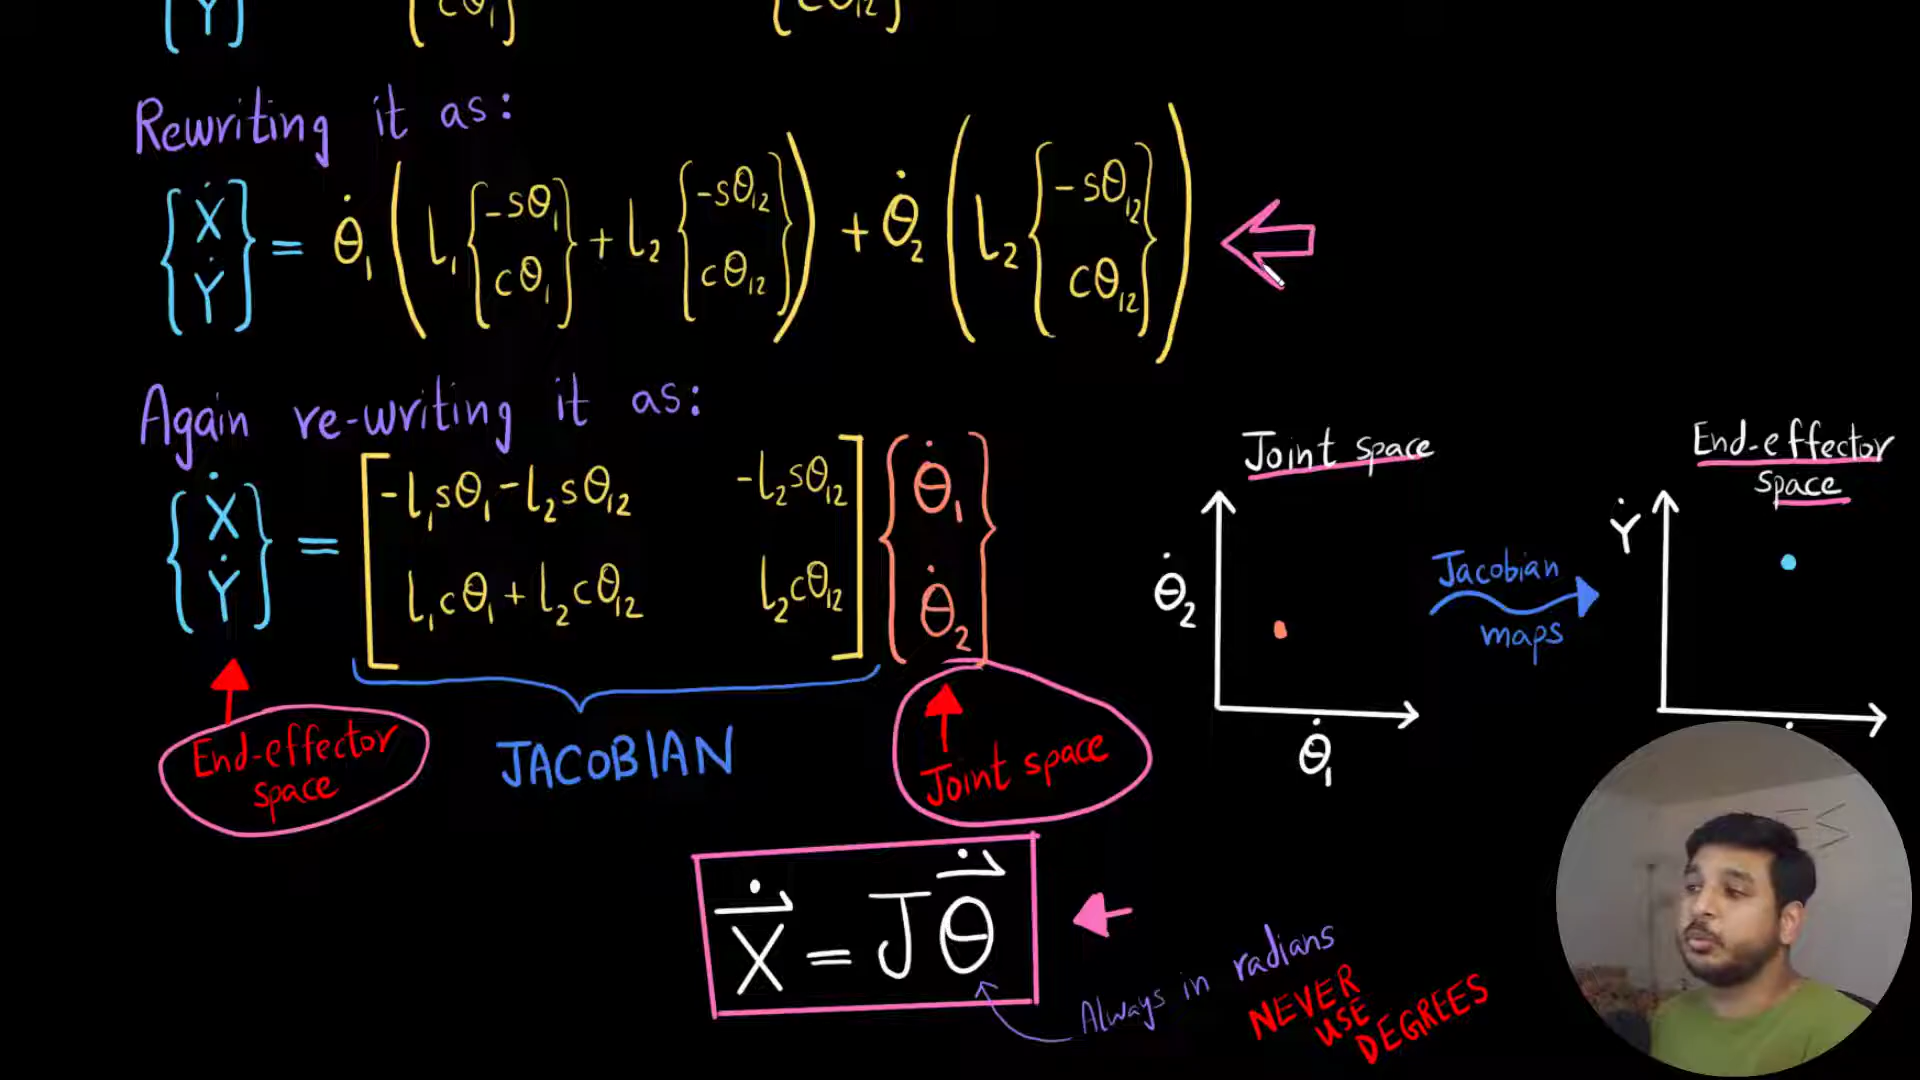 {Ẏ} {cθ₁} {cθ₁₂}
Rewriting it as:
{Ẋ Ẏ} = θ̇₁ (l₁ {-sθ₁ cθ₁} + l₂ {-sθ₁₂ cθ₁₂}) + θ̇₂ (l₂ {-sθ₁₂ cθ₁₂})
Again re-writing it as:
{Ẋ Ẏ} = [-l₁sθ₁-l₂sθ₁₂ -l₂sθ₁₂
l₁cθ₁+l₂cθ₁₂ l₂cθ₁₂] {θ̇₁ θ̇₂}
End-effector
space
JACOBIAN
Joint space
Joint space
θ̇₂
θ̇₁
Jacobian
maps
End-effector
space
Ẏ
Ẋ⃗ = Jθ̇⃗
Always in radians
NEVER
USE
DEGREES